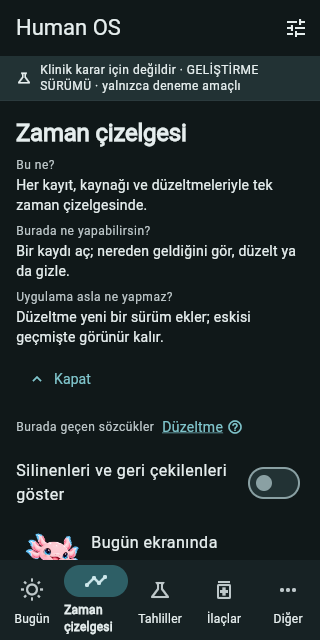 Human OS
Klinik karar için değildir · GELİŞTİRME
SÜRÜMÜ · yalnızca deneme amaçlı
Zaman çizelgesi
Bu ne?
Her kayıt, kaynağı ve düzeltmeleriyle tek
zaman çizelgesinde.
Burada ne yapabilirsin?
Bir kaydı aç; nereden geldiğini gör, düzelt ya
da gizle.
Uygulama asla ne yapmaz?
Düzeltme yeni bir sürüm ekler; eskisi
geçmişte görünür kalır.
Kapat
Burada geçen sözcükler Düzeltme
Silinenleri ve geri çekilenleri
göster
Bugün ekranında
Bugün
Zaman
çizelgesi
Tahliller
İlaçlar
Diğer